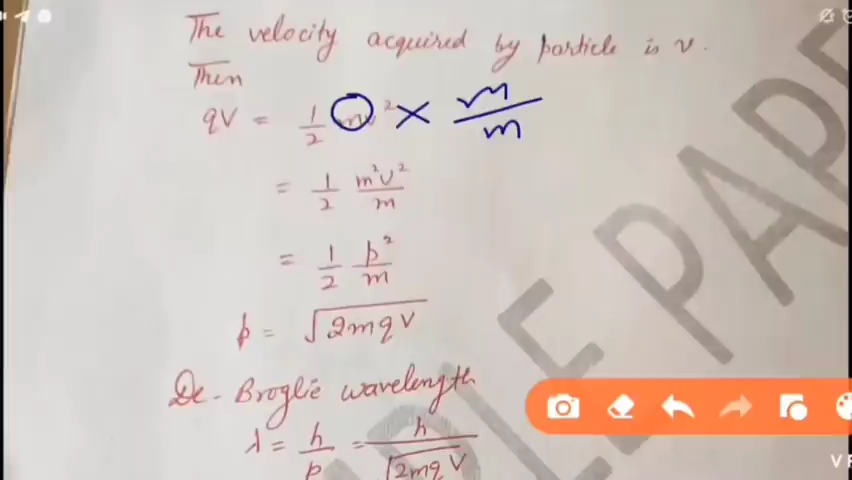 The velocity acquired by particle is v.
Then
qV = 1/2 mv² × m/m
= 1/2 m²v²/m
= 1/2 p²/m
p = √2mqV
De-Broglie wavelength
λ = h/p = h/√2mqV